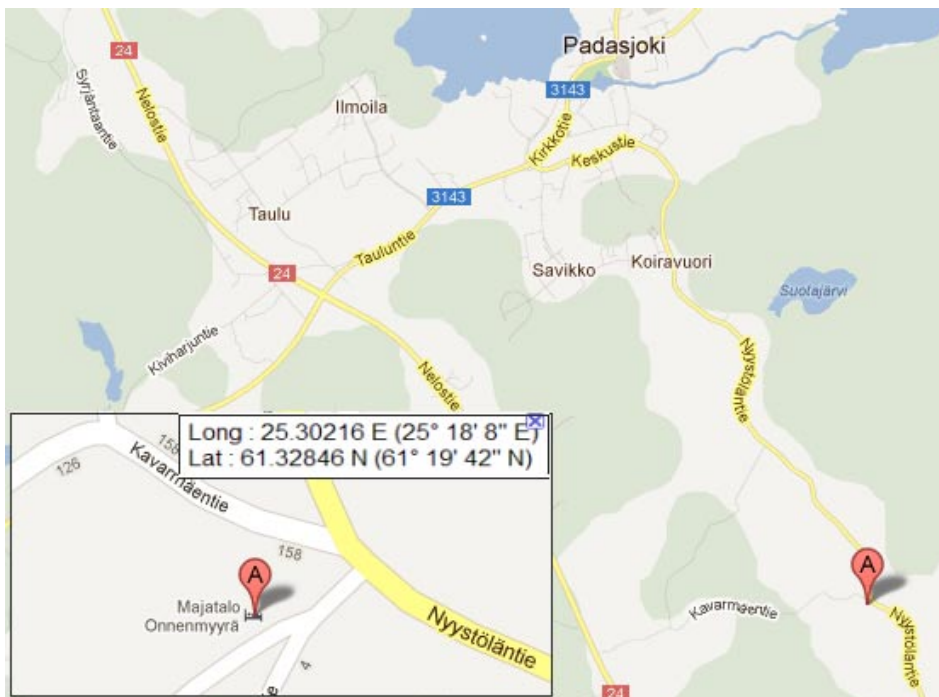 24
Padasjoki
Syrjäntaantie
Nelostie
Ilmoila
3143
Kirkkotie
Keskustie
3143
Taulu
Tauluntie
24
Savikko
Koiravuori
Suotajärvi
Kiviharjuntie
Nelostie
Nyystöläntie
Long : 25.30216 E (25° 18' 8" E)
Lat : 61.32846 N (61° 19' 42" N)
158
126
Kavarmäentie
158
A
Majatalo
Onnenmyyrä
Nyystöläntie
4
tie
A
Kavarmäentie
Nyystöläntie
24